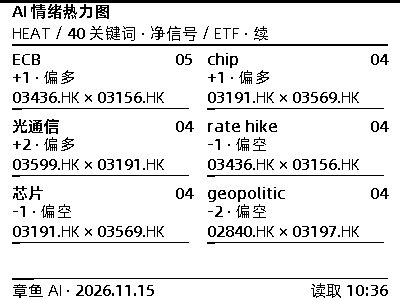 AI 情绪热力图
HEAT / 40 关键词 · 净信号 / ETF · 续
ECB 05
+1 · 偏多
03436.HK × 03156.HK
chip 04
+1 · 偏多
03191.HK × 03569.HK
光通信 04
+2 · 偏多
03599.HK × 03191.HK
rate hike 04
-1 · 偏空
03436.HK × 03156.HK
芯片 04
-1 · 偏空
03191.HK × 03569.HK
geopolitic 04
-2 · 偏空
02840.HK × 03197.HK
章鱼 AI · 2026.11.15
读取 10:36